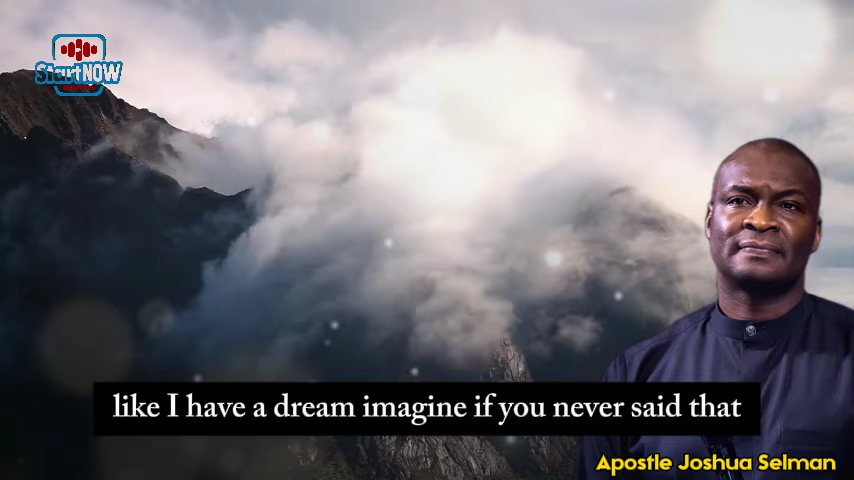 StartNOW
like I have a dream imagine if you never said that
Apostle Joshua Selman